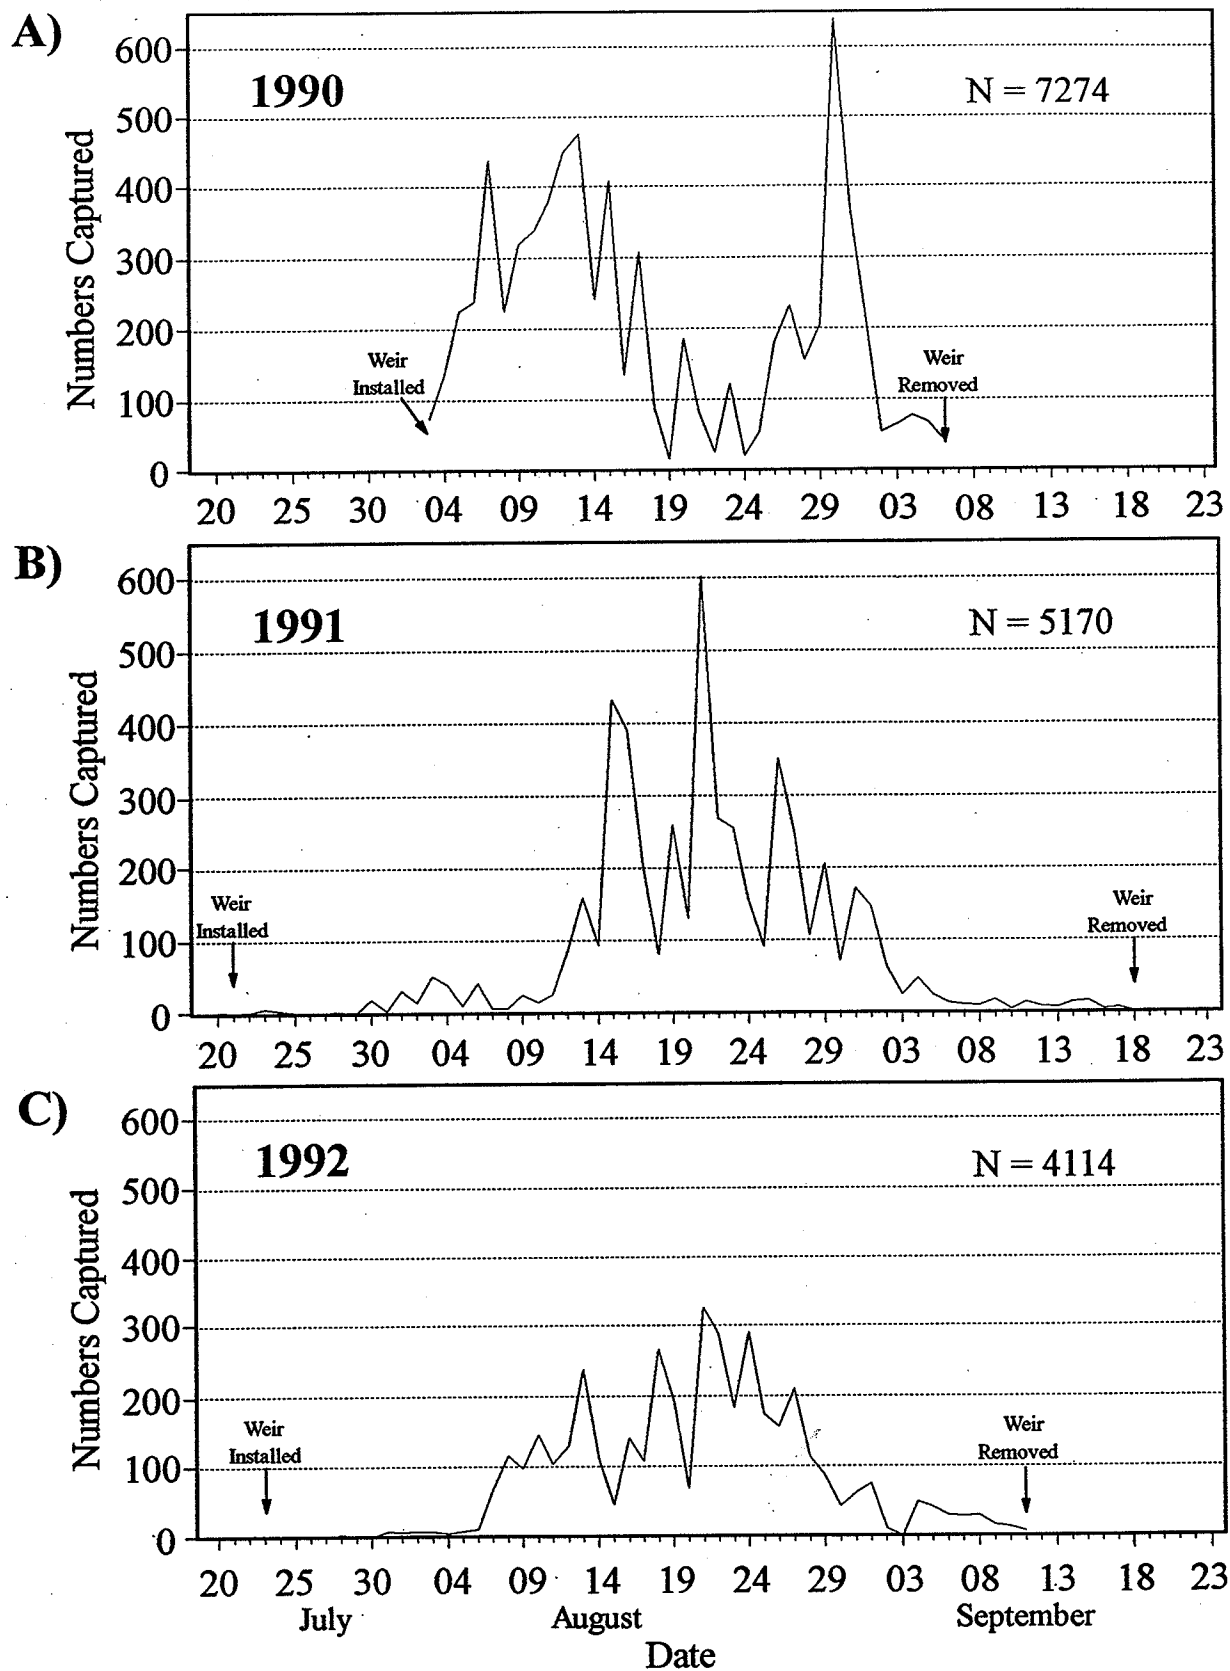 A)
1990
N = 7274
Numbers Captured
600
500
400
300
200
100
0
Weir
Installed
Weir
Removed
20 25 30 04 09 14 19 24 29 03 08 13 18 23
B)
1991
N = 5170
Numbers Captured
600
500
400
300
200
100
0
Weir
Installed
Weir
Removed
20 25 30 04 09 14 19 24 29 03 08 13 18 23
C)
1992
N = 4114
Numbers Captured
600
500
400
300
200
100
0
Weir
Installed
Weir
Removed
20 25 30 04 09 14 19 24 29 03 08 13 18 23
July August September
Date